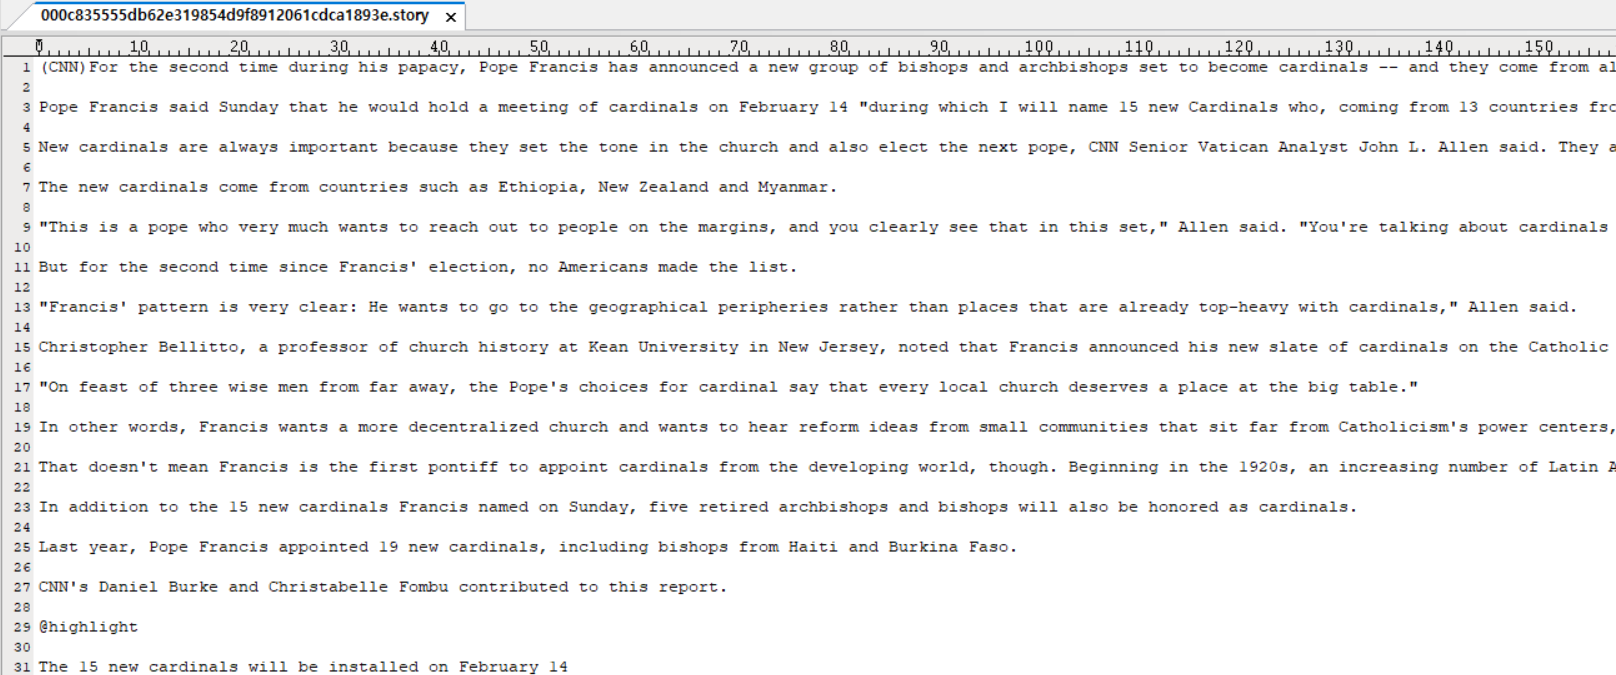 000c835555db62e319854d9f8912061cdca1893e.story x
0 10 20 30 40 50 60 70 80 90 100 110 120 130 140 150
1 (CNN)For the second time during his papacy, Pope Francis has announced a new group of bishops and archbishops set to become cardinals -- and they come from al
2
3 Pope Francis said Sunday that he would hold a meeting of cardinals on February 14 "during which I will name 15 new Cardinals who, coming from 13 countries fro
4
5 New cardinals are always important because they set the tone in the church and also elect the next pope, CNN Senior Vatican Analyst John L. Allen said. They a
6
7 The new cardinals come from countries such as Ethiopia, New Zealand and Myanmar.
8
9 "This is a pope who very much wants to reach out to people on the margins, and you clearly see that in this set," Allen said. "You're talking about cardinals
10
11 But for the second time since Francis' election, no Americans made the list.
12
13 "Francis' pattern is very clear: He wants to go to the geographical peripheries rather than places that are already top-heavy with cardinals," Allen said.
14
15 Christopher Bellitto, a professor of church history at Kean University in New Jersey, noted that Francis announced his new slate of cardinals on the Catholic
16
17 "On feast of three wise men from far away, the Pope's choices for cardinal say that every local church deserves a place at the big table."
18
19 In other words, Francis wants a more decentralized church and wants to hear reform ideas from small communities that sit far from Catholicism's power centers,
20
21 That doesn't mean Francis is the first pontiff to appoint cardinals from the developing world, though. Beginning in the 1920s, an increasing number of Latin A
22
23 In addition to the 15 new cardinals Francis named on Sunday, five retired archbishops and bishops will also be honored as cardinals.
24
25 Last year, Pope Francis appointed 19 new cardinals, including bishops from Haiti and Burkina Faso.
26
27 CNN's Daniel Burke and Christabelle Fombu contributed to this report.
28
29 @highlight
30
31 The 15 new cardinals will be installed on February 14